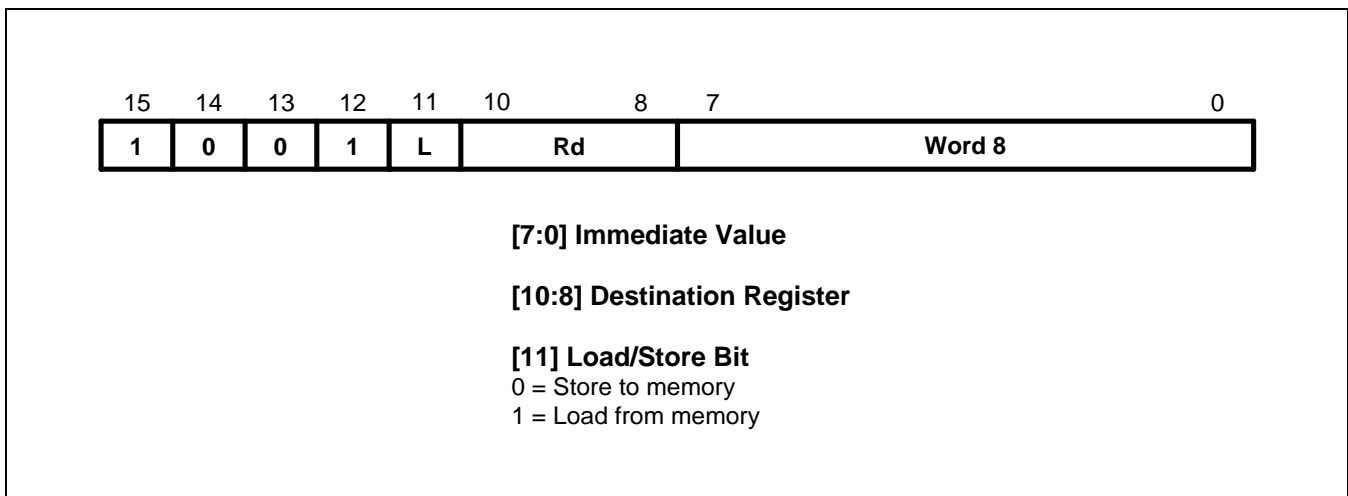 15 14 13 12 11 10 8 7 0
1 0 0 1 L Rd Word 8
[7:0] Immediate Value
[10:8] Destination Register
[11] Load/Store Bit
0 = Store to memory
1 = Load from memory